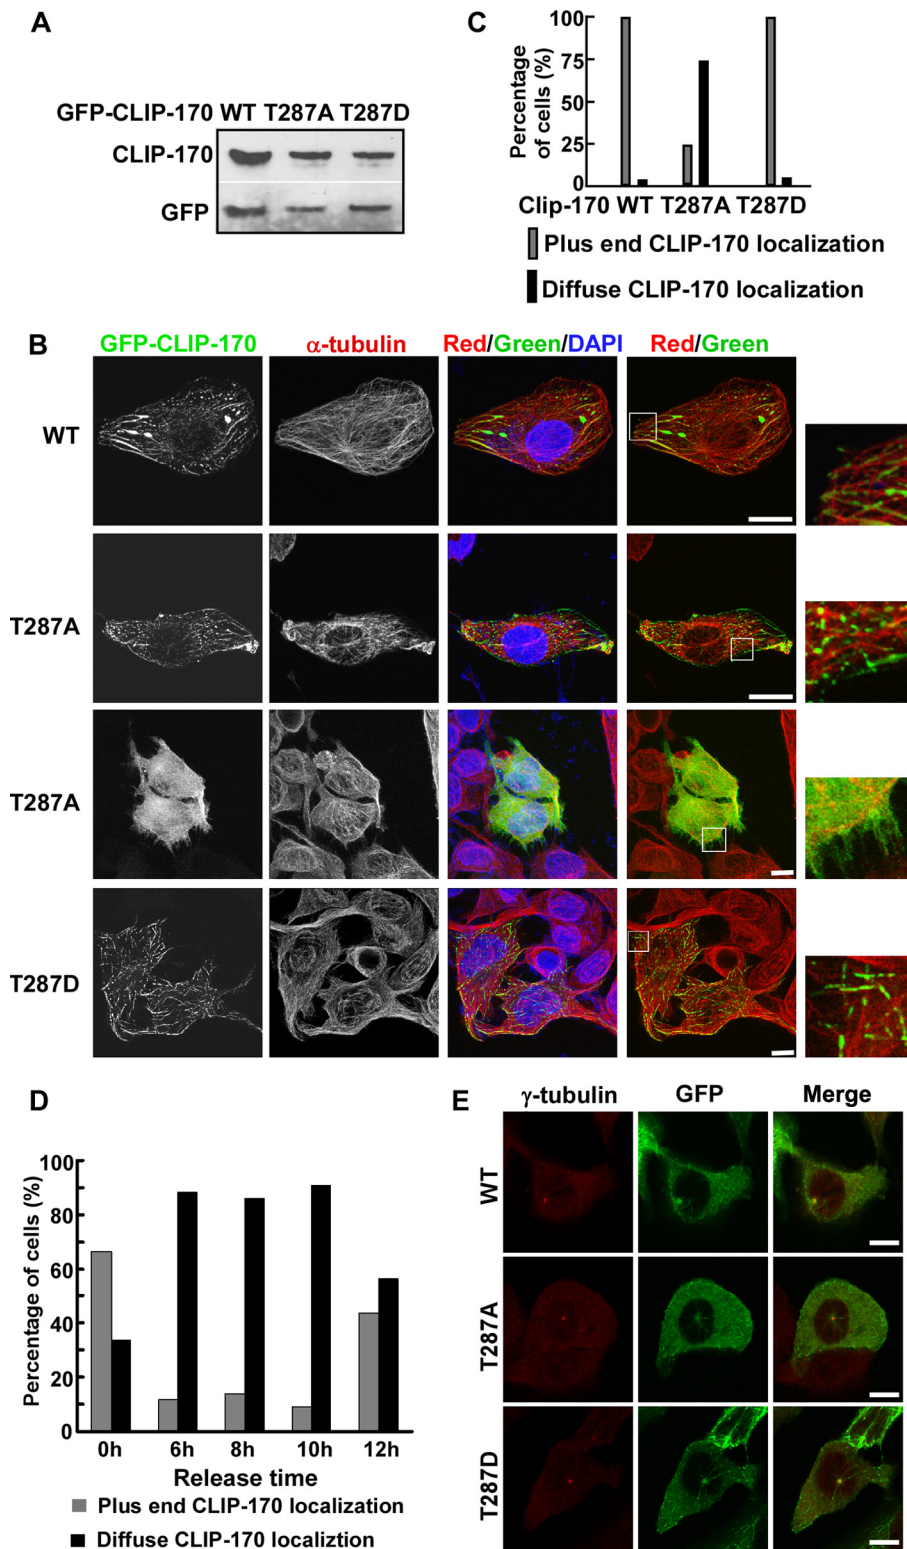 A
GFP-CLIP-170 WT T287A T287D
CLIP-170
GFP
C
Percentage of cells (%)
100
75
50
25
0
Clip-170 WT T287A T287D
Plus end CLIP-170 localization
Diffuse CLIP-170 localization
B
GFP-CLIP-170 α-tubulin Red/Green/DAPI Red/Green
WT
T287A
T287A
T287D
D
Percentage of cells (%)
100
80
60
40
20
0
0h 6h 8h 10h 12h
Release time
Plus end CLIP-170 localization
Diffuse CLIP-170 localiztion
E
γ-tubulin GFP Merge
WT
T287A
T287D